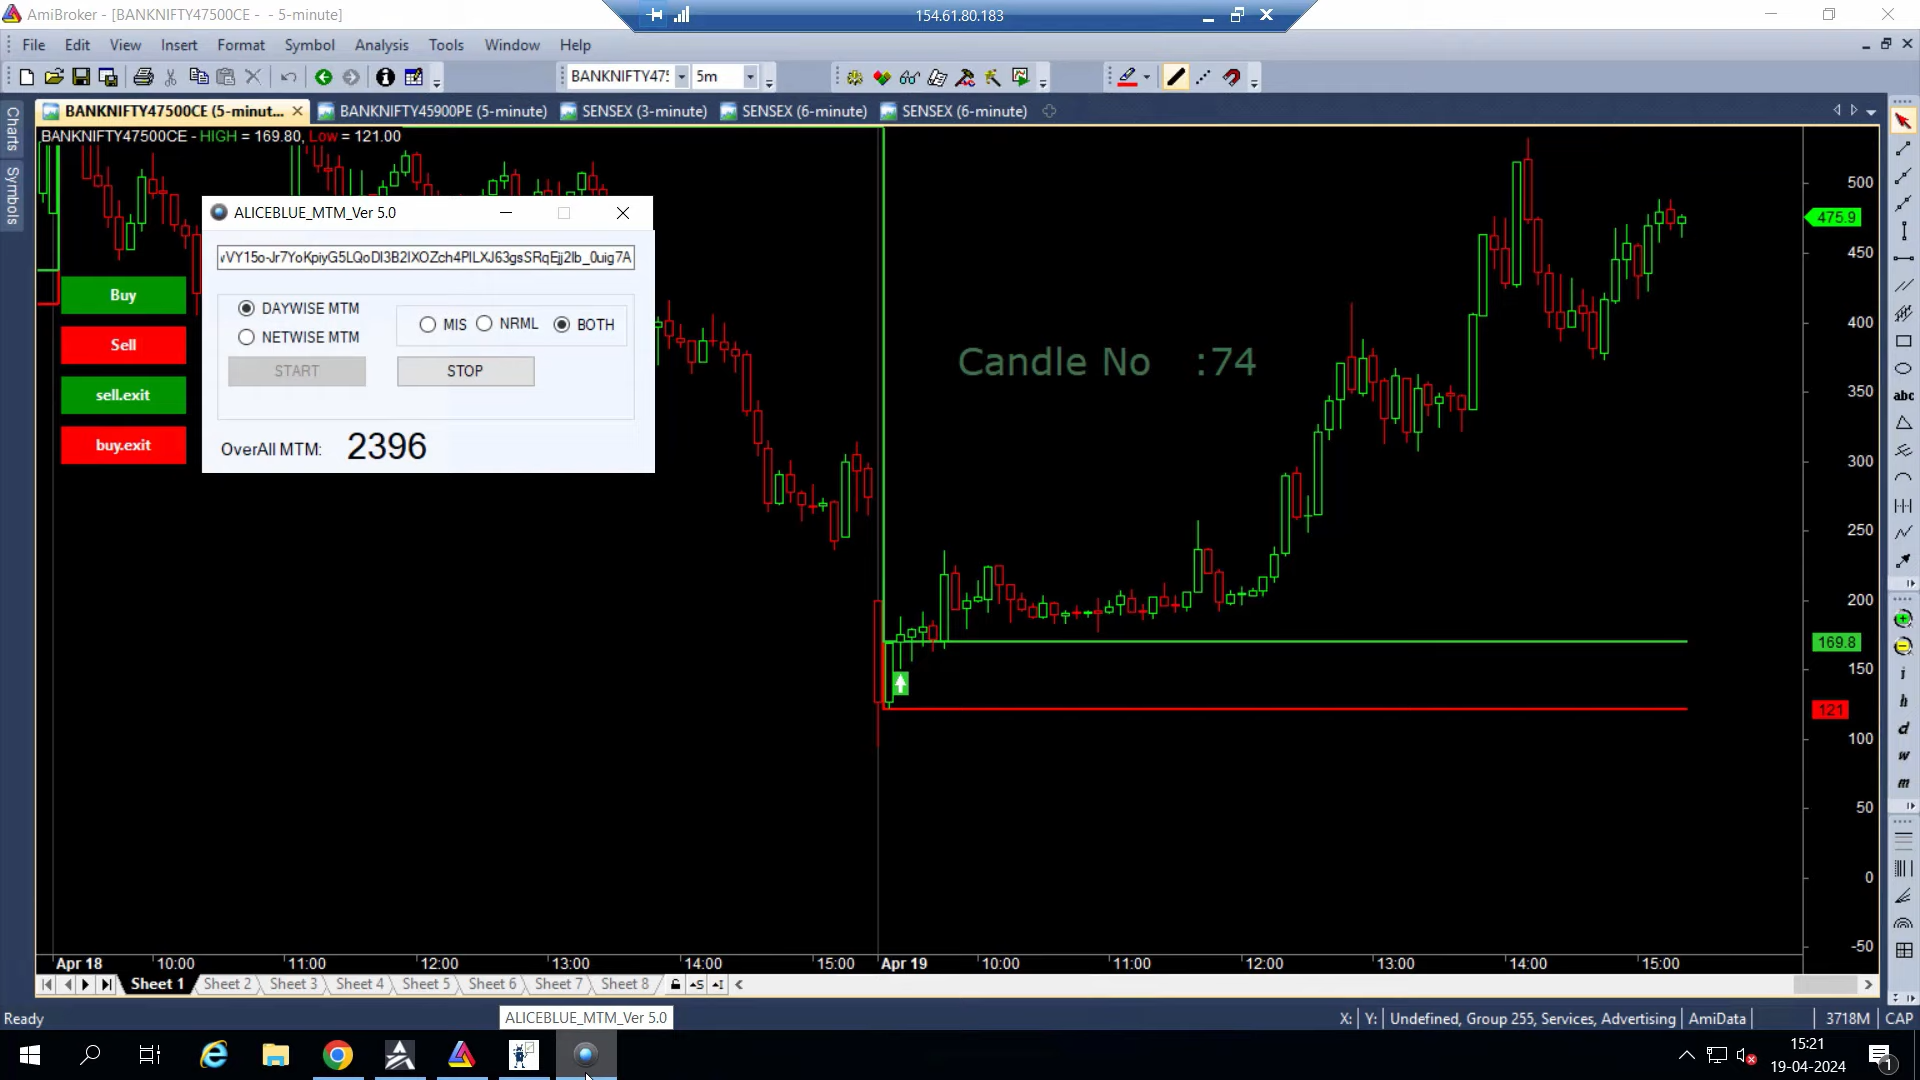 AmiBroker - [BANKNIFTY47500CE - - 5-minute]
154.61.80.183
File Edit View Insert Format Symbol Analysis Tools Window Help
BANKNIFTY47! 5m
BANKNIFTY47500CE (5-minut... BANKNIFTY45900PE (5-minute) SENSEX (3-minute) SENSEX (6-minute) SENSEX (6-minute)
Charts
Symbols
BANKNIFTY47500CE - HIGH = 169.80, Low = 121.00
ALICEBLUE_MTM_Ver 5.0
DAYWISE MTM
NETWISE MTM
MIS NRML BOTH
START STOP
OverAll MTM: 2396
Buy
Sell
sell.exit
buy.exit
Candle No :74
500
475.9
450
400
350
300
250
200
169.8
150
121
100
50
0
-50
abc
i
h
d
w
m
Apr 18 10:00 11:00 12:00 13:00 14:00 15:00 Apr 19 10:00 11:00 12:00 13:00 14:00 15:00
Sheet 1 Sheet 2 Sheet 3 Sheet 4 Sheet 5 Sheet 6 Sheet 7 Sheet 8
Ready
ALICEBLUE_MTM_Ver 5.0
X: Y: Undefined, Group 255, Services, Advertising AmiData 3718M CAP
15:21
19-04-2024
1